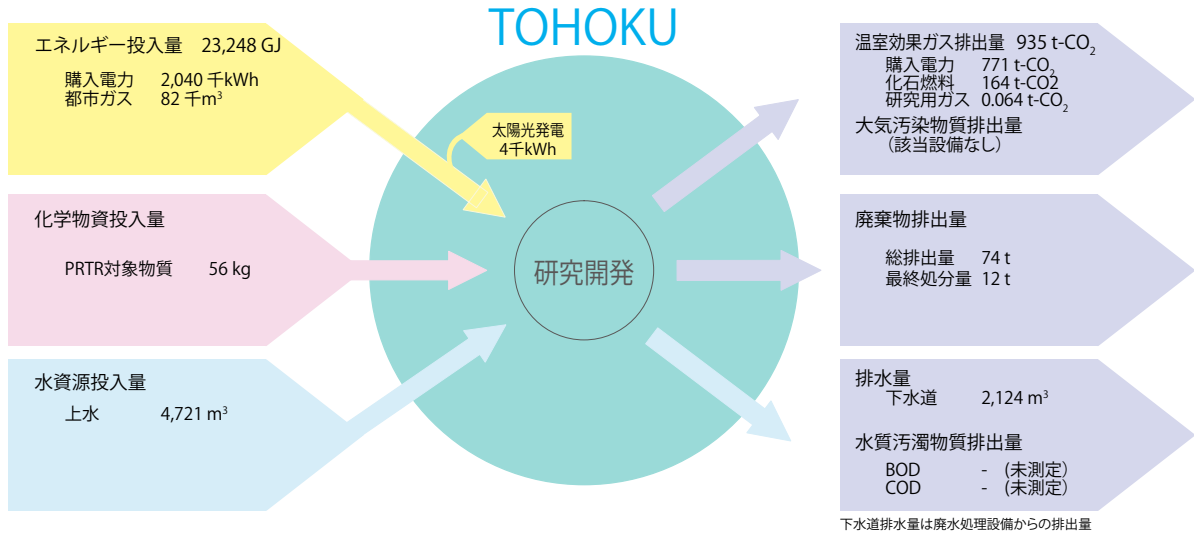 TOHOKU
エネルギー投入量 23,248 GJ
購入電力 2,040 千kWh
都市ガス 82 千m³
太陽光発電
4千kWh
化学物資投入量
PRTR対象物質 56 kg
水資源投入量
上水 4,721 m³
研究開発
温室効果ガス排出量 935 t-CO₂
購入電力 771 t-CO₂
化石燃料 164 t-CO2
研究用ガス 0.064 t-CO₂
大気汚染物質排出量
（該当設備なし）
廃棄物排出量
総排出量 74 t
最終処分量 12 t
排水量
下水道 2,124 m³
水質汚濁物質排出量
BOD - (未測定)
COD - (未測定)
下水道排水量は廃水処理設備からの排出量